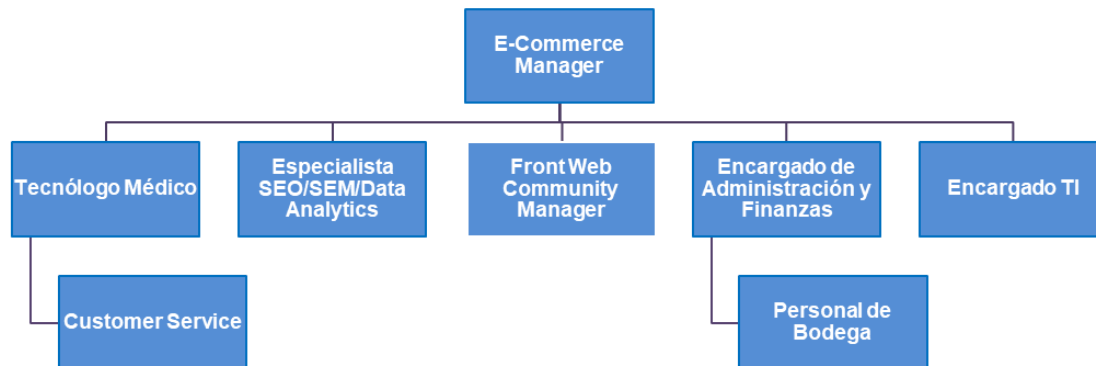 E-Commerce
Manager
Tecnólogo Médico
Especialista
SEO/SEM/Data
Analytics
Front Web
Community
Manager
Encargado de
Administración y
Finanzas
Encargado TI
Customer Service
Personal de
Bodega